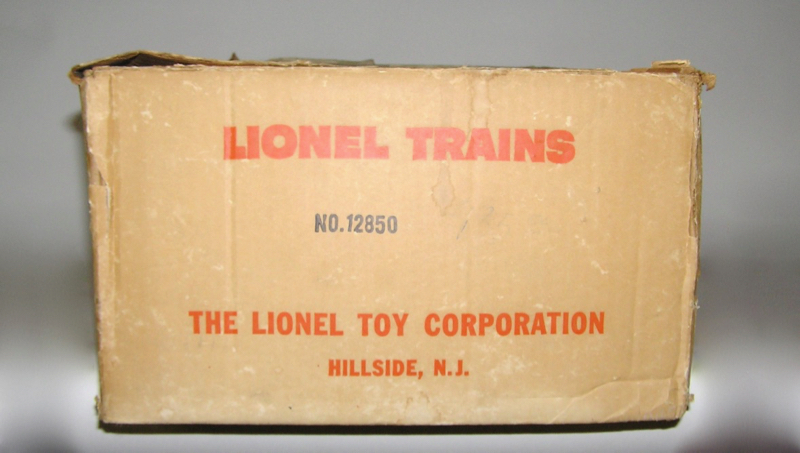 LIONEL TRAINS
NO.12850
THE LIONEL TOY CORPORATION
HILLSIDE, N.J.